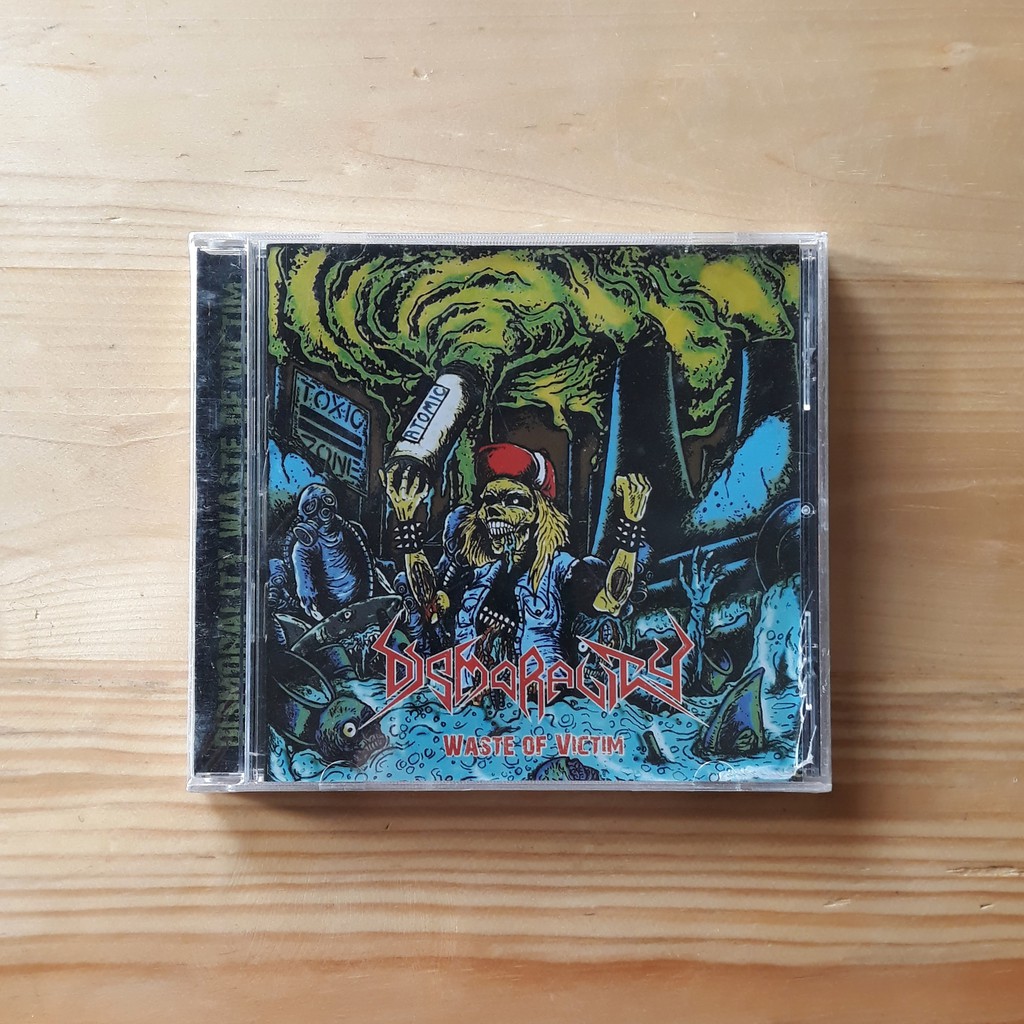 DISMORALITY WASTE OF VICTIM
TOXIC
ZONE
ATOMIC
DISMORALITY
WASTE OF VICTIM